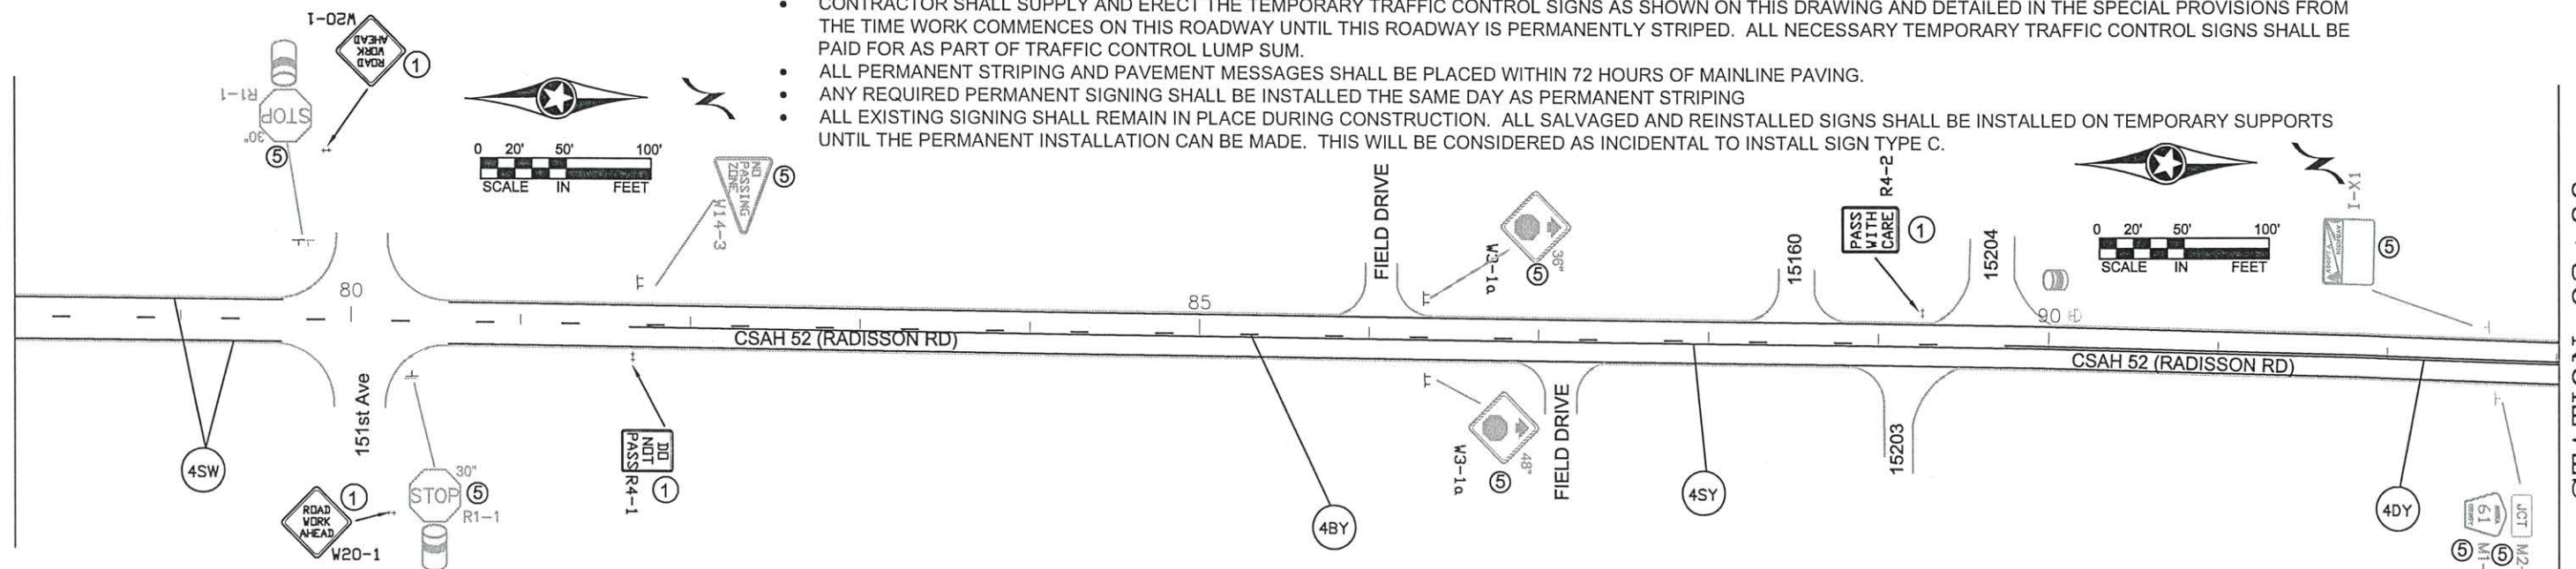 CONTRACTOR SHALL SUPPLY AND ERECT THE TEMPORARY TRAFFIC CONTROL SIGNS AS SHOWN ON THIS DRAWING AND DETAILED IN THE SPECIAL PROVISIONS FROM
THE TIME WORK COMMENCES ON THIS ROADWAY UNTIL THIS ROADWAY IS PERMANENTLY STRIPED. ALL NECESSARY TEMPORARY TRAFFIC CONTROL SIGNS SHALL BE
PAID FOR AS PART OF TRAFFIC CONTROL LUMP SUM.
• ALL PERMANENT STRIPING AND PAVEMENT MESSAGES SHALL BE PLACED WITHIN 72 HOURS OF MAINLINE PAVING.
• ANY REQUIRED PERMANENT SIGNING SHALL BE INSTALLED THE SAME DAY AS PERMANENT STRIPING
• ALL EXISTING SIGNING SHALL REMAIN IN PLACE DURING CONSTRUCTION. ALL SALVAGED AND REINSTALLED SIGNS SHALL BE INSTALLED ON TEMPORARY SUPPORTS
UNTIL THE PERMANENT INSTALLATION CAN BE MADE. THIS WILL BE CONSIDERED AS INCIDENTAL TO INSTALL SIGN TYPE C.
W20-1
ROAD
WORK
AHEAD
1
R1-1
STOP
30"
5
0 20' 50' 100'
SCALE IN FEET
NO
PASSING
ZONE
5
W14-3
FIELD DRIVE
W3-1a
36"
5
15160
PASS
WITH
CARE
R4-2
1
15204
0 20' 50' 100'
SCALE IN FEET
I-X1
5
80
85
90
CSAH 52 (RADISSON RD)
CSAH 52 (RADISSON RD)
151st Ave
4SW
ROAD
WORK
AHEAD
1
W20-1
STOP
30"
5
R1-1
DO
NOT
PASS
R4-1
1
4BY
W3-1a
48"
5
FIELD DRIVE
4SY
15203
4DY
61
5
M1-
JCT
5
M2-